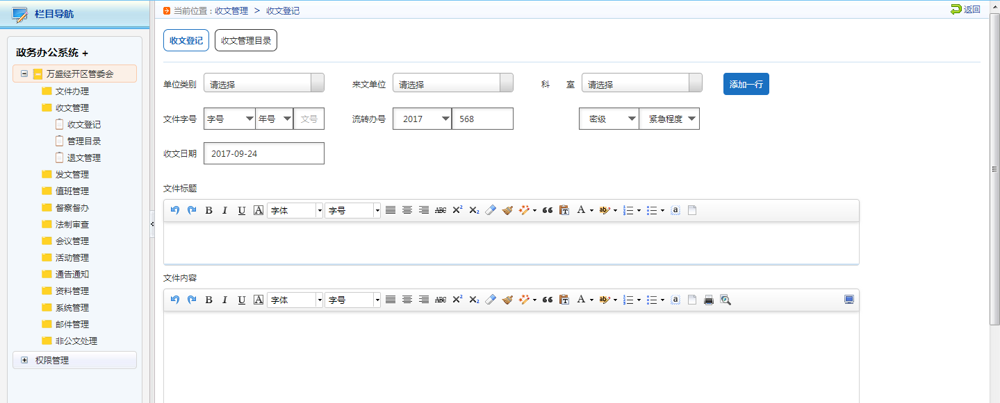 栏目导航
政务办公系统 +
万盛经开区管委会
文件办理
收文管理
收文登记
管理目录
退文管理
发文管理
值班管理
督察督办
法制审查
会议管理
活动管理
通告通知
资料管理
系统管理
邮件管理
非公文处理
权限管理
当前位置：收文管理 > 收文登记
返回
收文登记 收文管理目录
单位类别 请选择 来文单位 请选择 科 室 请选择 添加一行
文件字号 字号 年号 文号 流转办号 2017 568 密级 紧急程度
收文日期 2017-09-24
文件标题
B I U A 字体 字号 ABC X² X₂ T A ab a
文件内容
B I U A 字体 字号 ABC X² X₂ T A ab a